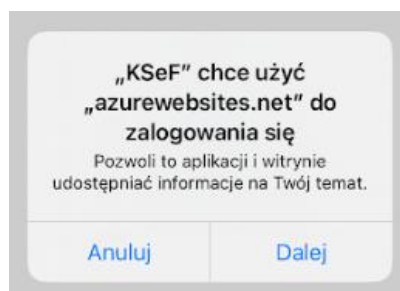 „KSeF” chce użyć
„azurewebsites.net” do
zalogowania się
Pozwoli to aplikacji i witrynie
udostępniać informacje na Twój temat.
Anuluj
Dalej